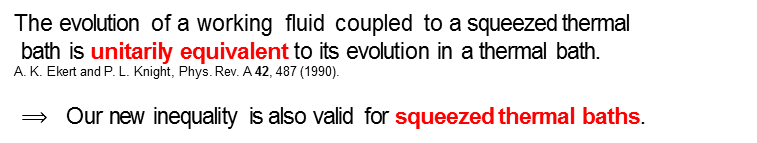 The evolution of a working fluid coupled to a squeezed thermal
bath is unitarily equivalent to its evolution in a thermal bath.
A. K. Ekert and P. L. Knight, Phys. Rev. A 42, 487 (1990).
⟹ Our new inequality is also valid for squeezed thermal baths.